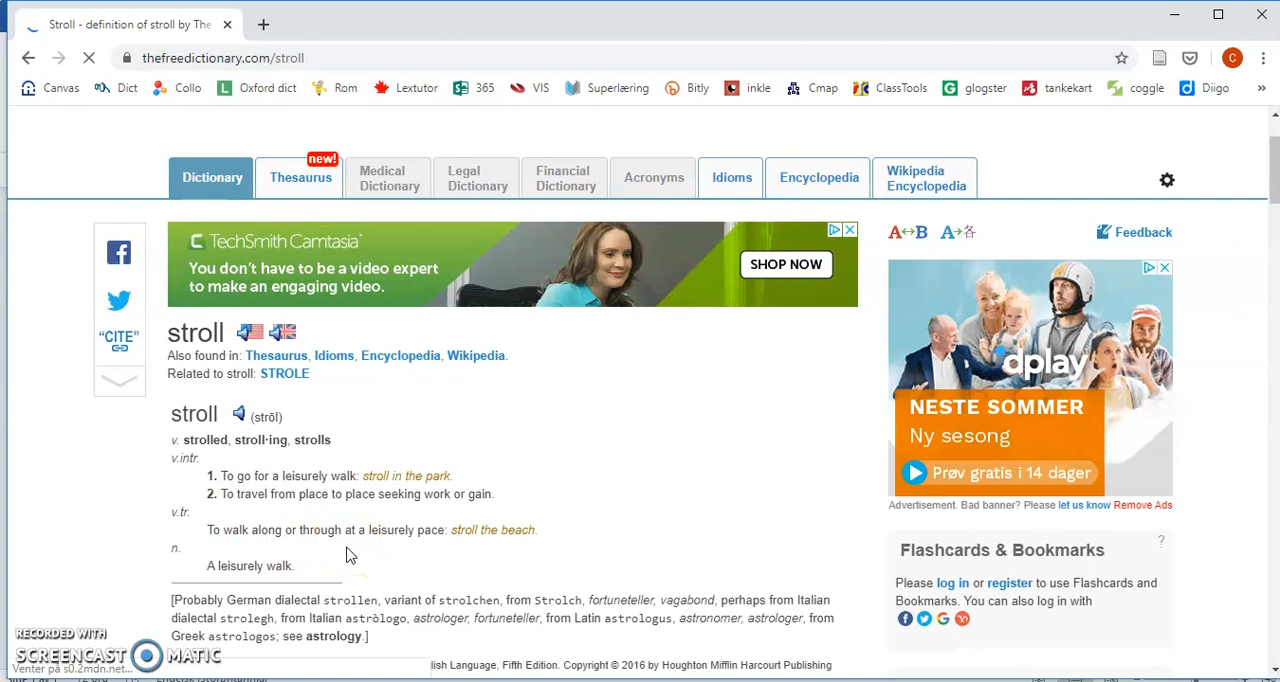 Stroll - definition of stroll by The
thefreedictionary.com/stroll
C
Canvas Dict Collo Oxford dict Rom Lextutor 365 VIS Superlæring Bitly inkle Cmap ClassTools glogster tankekart coggle Diigo »
new!
Dictionary Thesaurus Medical Dictionary Legal Dictionary Financial Dictionary Acronyms Idioms Encyclopedia Wikipedia Encyclopedia
TechSmith Camtasia™
You don't have to be a video expert
to make an engaging video.
SHOP NOW
A↔B A→各 Feedback
"CITE"
stroll
Also found in: Thesaurus, Idioms, Encyclopedia, Wikipedia.
Related to stroll: STROLE
stroll (strōl)
v. strolled, stroll·ing, strolls
v.intr.
1. To go for a leisurely walk: stroll in the park.
2. To travel from place to place seeking work or gain.
v.tr.
To walk along or through at a leisurely pace: stroll the beach.
n.
A leisurely walk.
[Probably German dialectal strollen, variant of strolchen, from Strolch, fortuneteller, vagabond, perhaps from Italian
dialectal strolegh, from Italian astròlogo, astrologer, fortuneteller, from Latin astrologus, astronomer, astrologer, from
Greek astrologos; see astrology.]
lish Language, Fifth Edition. Copyright © 2016 by Houghton Mifflin Harcourt Publishing
dplay
NESTE SOMMER
Ny sesong
Prøv gratis i 14 dager
Advertisement. Bad banner? Please let us know Remove Ads
Flashcards & Bookmarks ?
Please log in or register to use Flashcards and
Bookmarks. You can also log in with
RECORDED WITH
SCREENCAST MATIC
Venter på s0.2mdn.net...